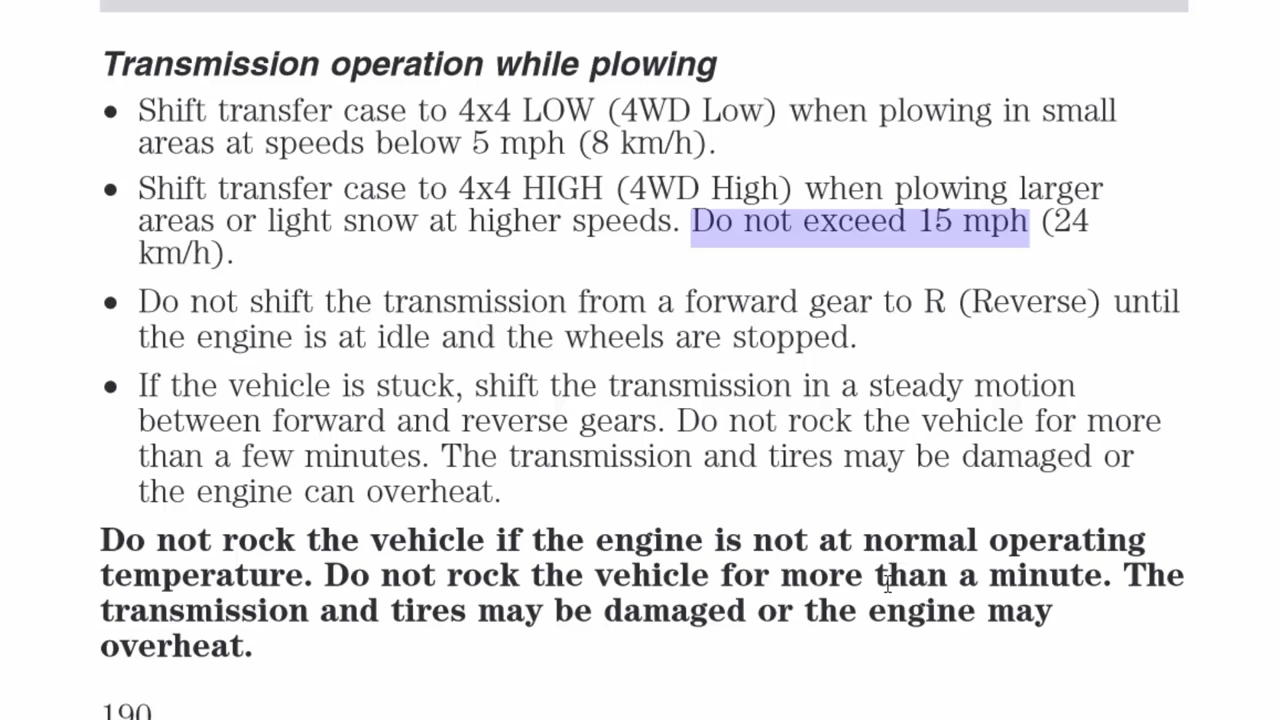 Transmission operation while plowing
• Shift transfer case to 4x4 LOW (4WD Low) when plowing in small
areas at speeds below 5 mph (8 km/h).
• Shift transfer case to 4x4 HIGH (4WD High) when plowing larger
areas or light snow at higher speeds. Do not exceed 15 mph (24
km/h).
• Do not shift the transmission from a forward gear to R (Reverse) until
the engine is at idle and the wheels are stopped.
• If the vehicle is stuck, shift the transmission in a steady motion
between forward and reverse gears. Do not rock the vehicle for more
than a few minutes. The transmission and tires may be damaged or
the engine can overheat.
Do not rock the vehicle if the engine is not at normal operating
temperature. Do not rock the vehicle for more than a minute. The
transmission and tires may be damaged or the engine may
overheat.
190